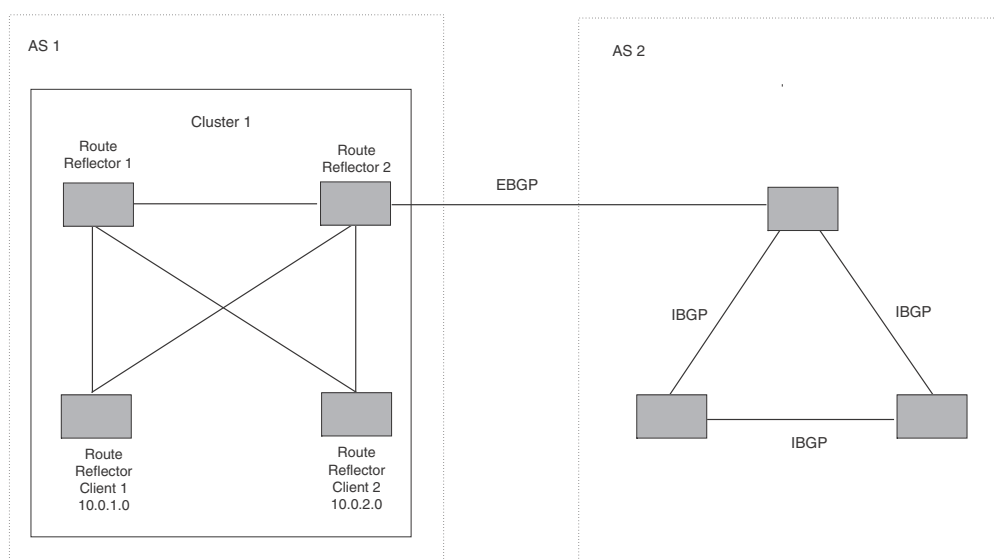 AS 1
AS 2
Cluster 1
Route
Reflector 1
Route
Reflector 2
EBGP
IBGP
IBGP
IBGP
Route
Reflector
Client 1
10.0.1.0
Route
Reflector
Client 2
10.0.2.0